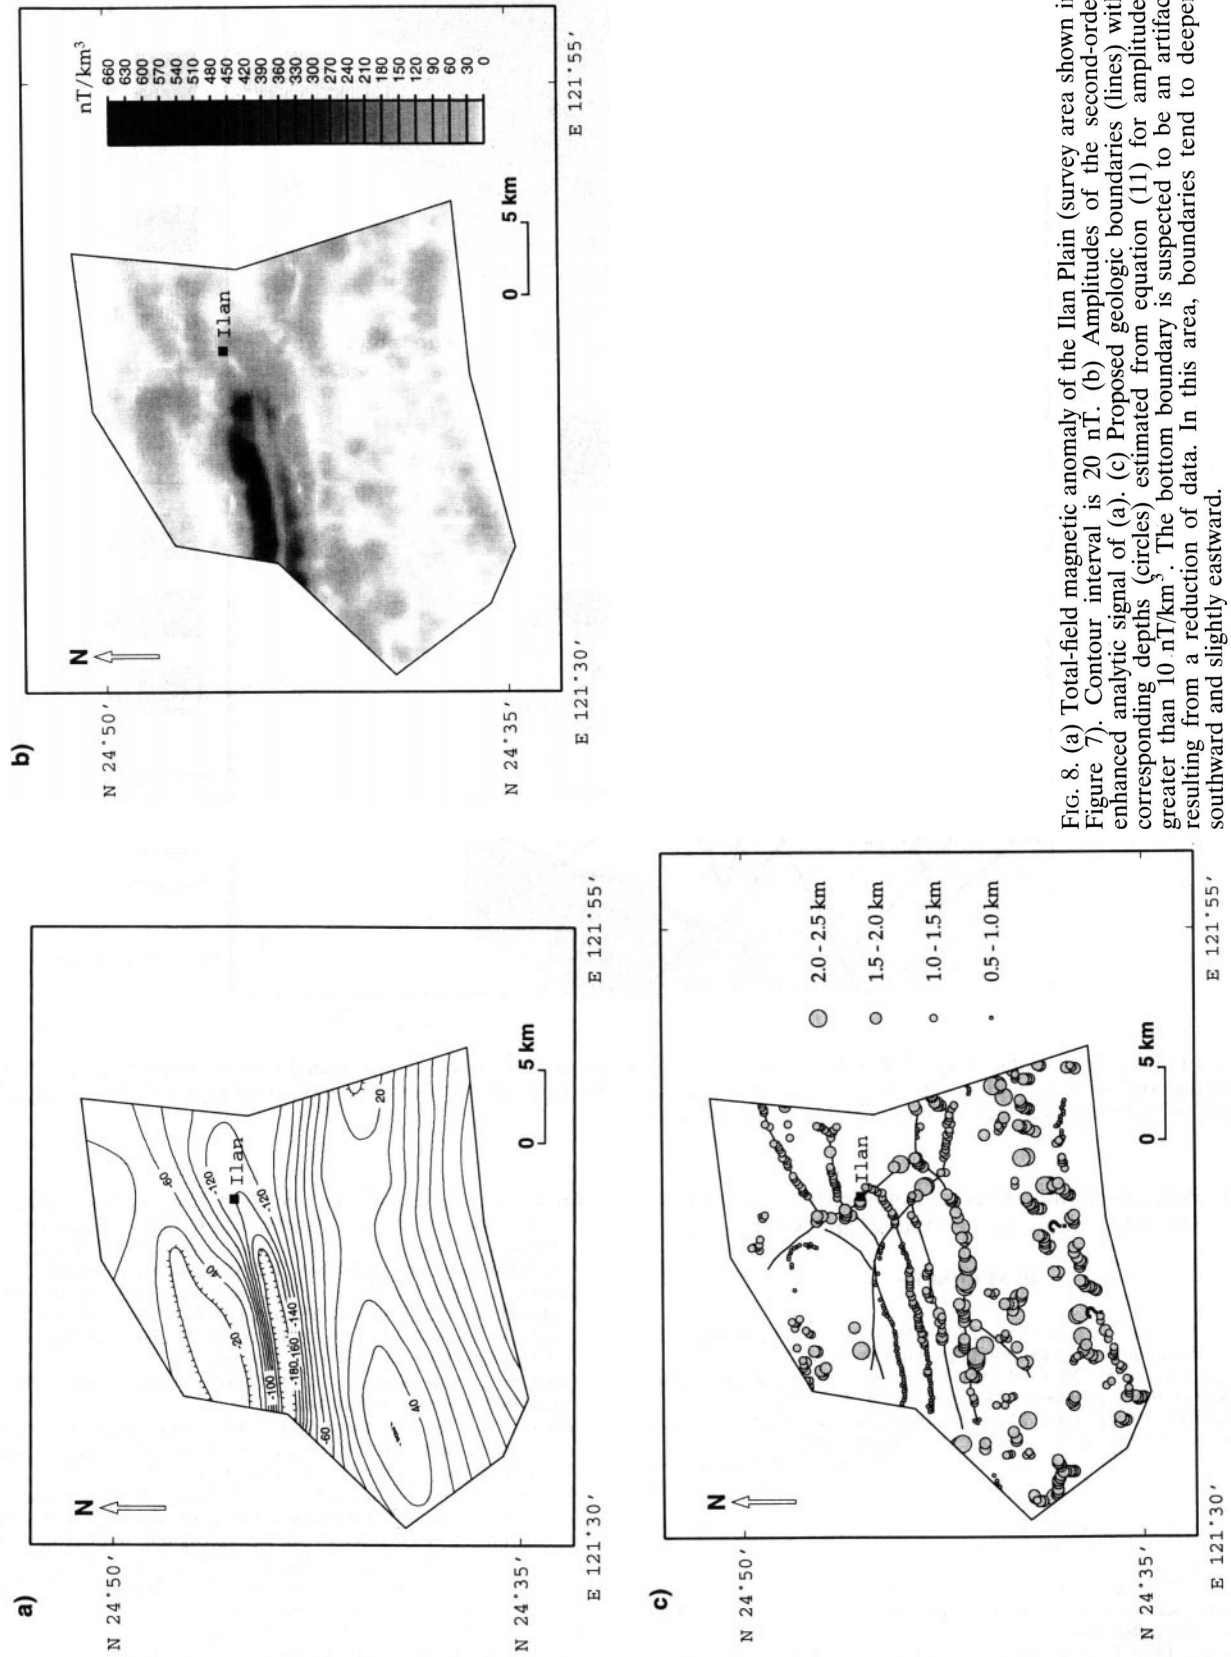 a)
N
N 24°50′
N 24°35′
E 121°30′
E 121°55′
Ilan
0 5 km
-60
-120
-120
-40
-20
-100
-180
-160
-140
-60
20
40
b)
N
N 24°50′
N 24°35′
E 121°30′
E 121°55′
Ilan
0 5 km
nT/km³
660
630
600
570
540
510
480
450
420
390
360
330
300
270
240
210
180
150
120
90
60
30
0
c)
N
N 24°50′
N 24°35′
E 121°30′
E 121°55′
Ilan
0 5 km
?
?
2.0 - 2.5 km
1.5 - 2.0 km
1.0 - 1.5 km
0.5 - 1.0 km
FIG. 8. (a) Total-field magnetic anomaly of the Ilan Plain (survey area shown
Figure 7). Contour interval is 20 nT. (b) Amplitudes of the second-orde
enhanced analytic signal of (a). (c) Proposed geologic boundaries (lines) wit
corresponding depths (circles) estimated from equation (11) for amplitude
greater than 10 nT/km³. The bottom boundary is suspected to be an artifac
resulting from a reduction of data. In this area, boundaries tend to deepe
southward and slightly eastward.